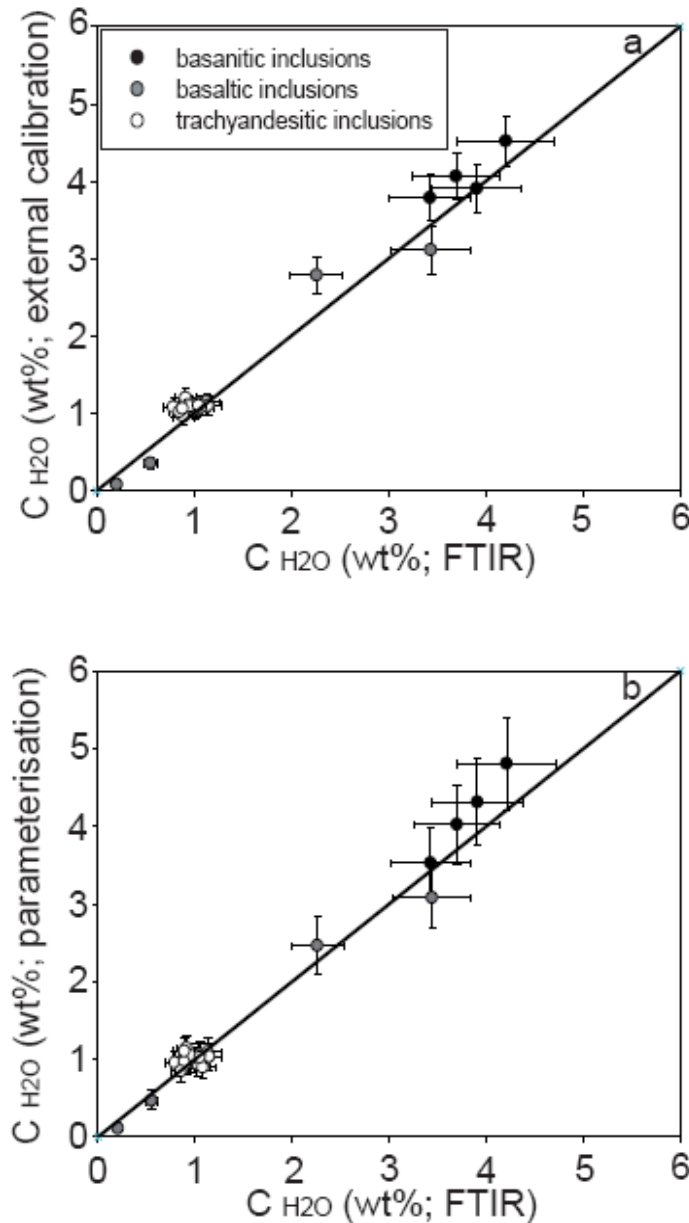 6
a
basanitic inclusions
basaltic inclusions
trachyandesitic inclusions
5
4
3
2
1
0
0 1 2 3 4 5 6
C H2O (wt%; external calibration)
C H2O (wt%; FTIR)
6
b
5
4
3
2
1
0
0 1 2 3 4 5 6
C H2O (wt%; parameterisation)
C H2O (wt%; FTIR)